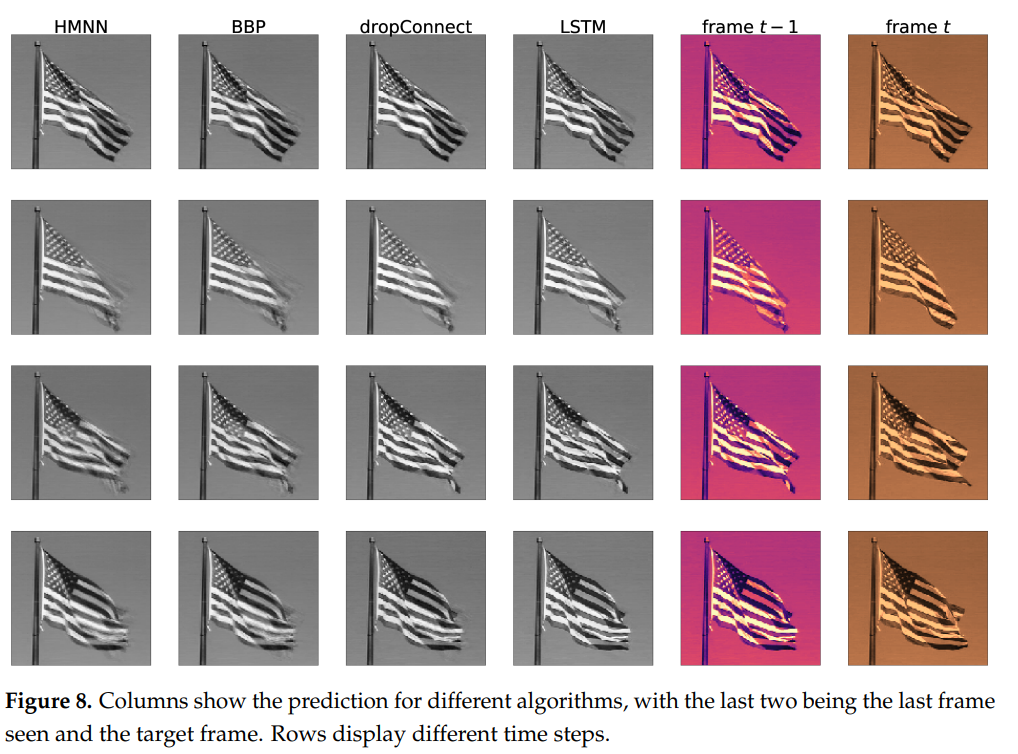 HMNN BBP dropConnect LSTM frame t − 1 frame t
Figure 8. Columns show the prediction for different algorithms, with the last two being the last frame
seen and the target frame. Rows display different time steps.